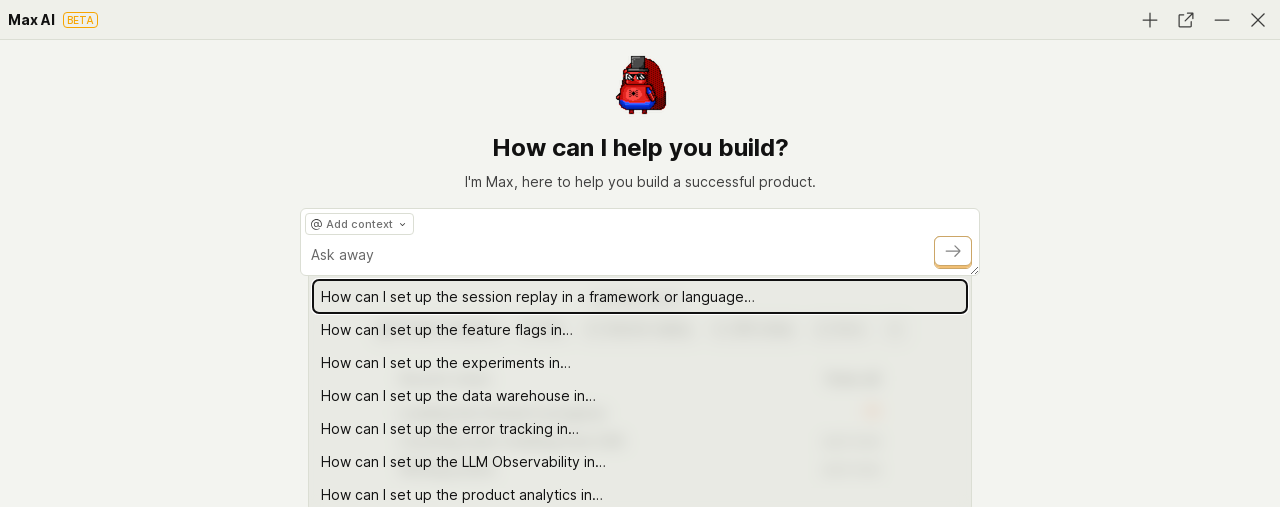 Max AI BETA
How can I help you build?
I'm Max, here to help you build a successful product.
@ Add context
Ask away
How can I set up the session replay in a framework or language…
How can I set up the feature flags in…
How can I set up the experiments in…
How can I set up the data warehouse in…
How can I set up the error tracking in…
How can I set up the LLM Observability in…
How can I set up the product analytics in…